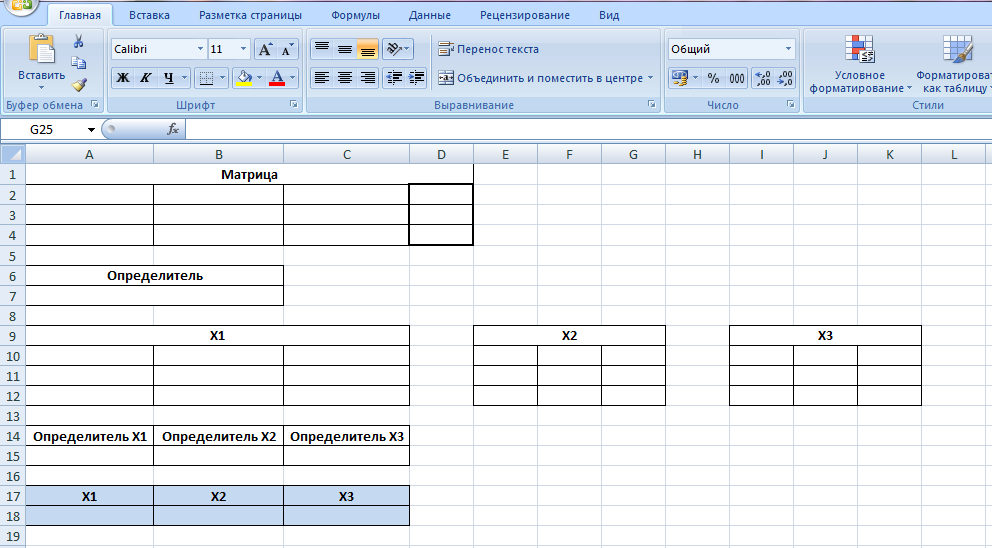 Главная Вставка Разметка страницы Формулы Данные Рецензирование Вид
Вставить
Буфер обмена
Calibri 11 A A
Ж К Ч A
Шрифт
Перенос текста
Объединить и поместить в центре
Выравнивание
Общий
% 000 ,00 ,00
Число
Условное форматирование
Форматировать как таблицу
Стили
G25 fx
A B C D E F G H I J K L
1 Матрица
2
3
4
5
6 Определитель
7
8
9 X1 X2 X3
10
11
12
13
14 Определитель X1 Определитель X2 Определитель X3
15
16
17 X1 X2 X3
18
19